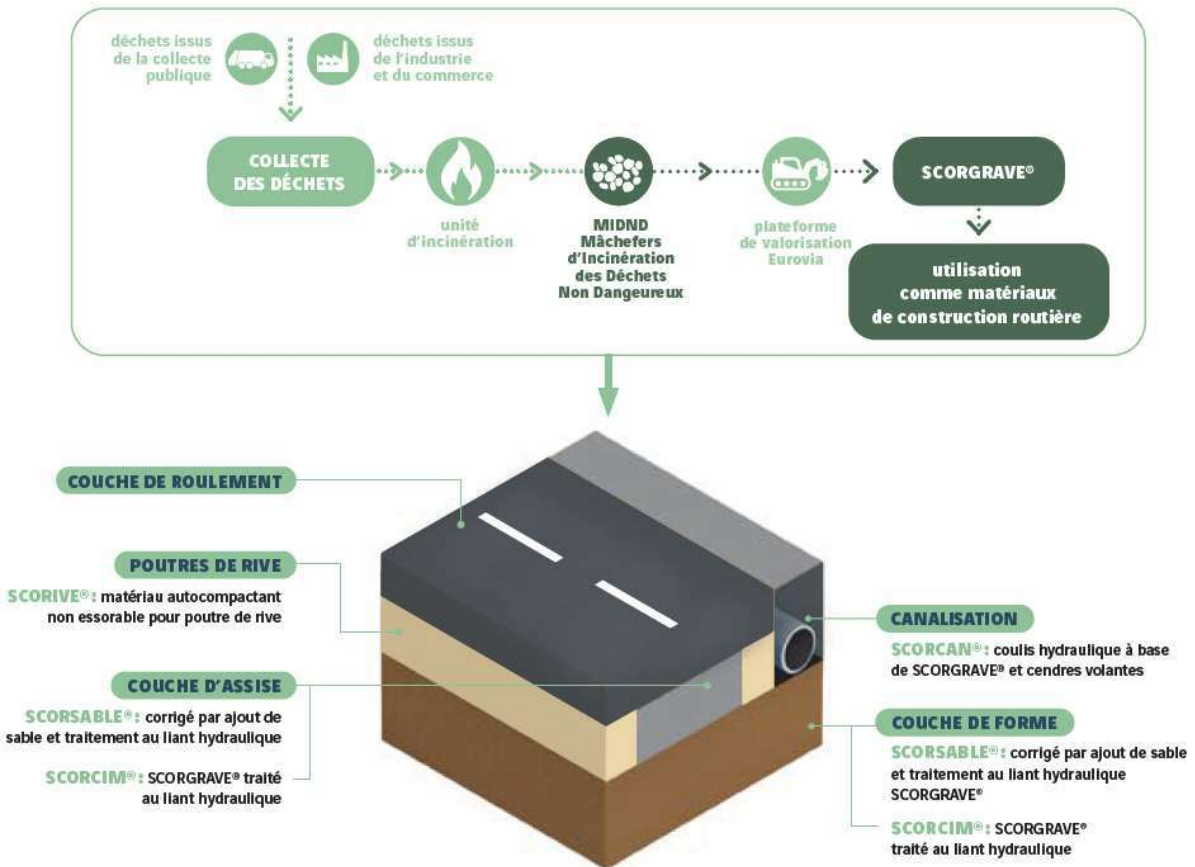 déchets issus
de la collecte
publique
déchets issus
de l'industrie
et du commerce
COLLECTE
DES DÉCHETS
unité
d'incinération
MIDND
Mâchefers
d'Incinération
des Déchets
Non Dangeureux
plateforme
de valorisation
Eurovia
SCORGRAVE®
utilisation
comme matériaux
de construction routière
COUCHE DE ROULEMENT
POUTRES DE RIVE
SCORIVE® : matériau autocompactant
non essorable pour poutre de rive
COUCHE D'ASSISE
SCORSABLE® : corrigé par ajout de
sable et traitement au liant hydraulique
SCORCIM® : SCORGRAVE® traité
au liant hydraulique
CANALISATION
SCORCAN® : coulis hydraulique à base
de SCORGRAVE® et cendres volantes
COUCHE DE FORME
SCORSABLE® : corrigé par ajout de sable
et traitement au liant hydraulique
SCORGRAVE®
SCORCIM® : SCORGRAVE®
traité au liant hydraulique